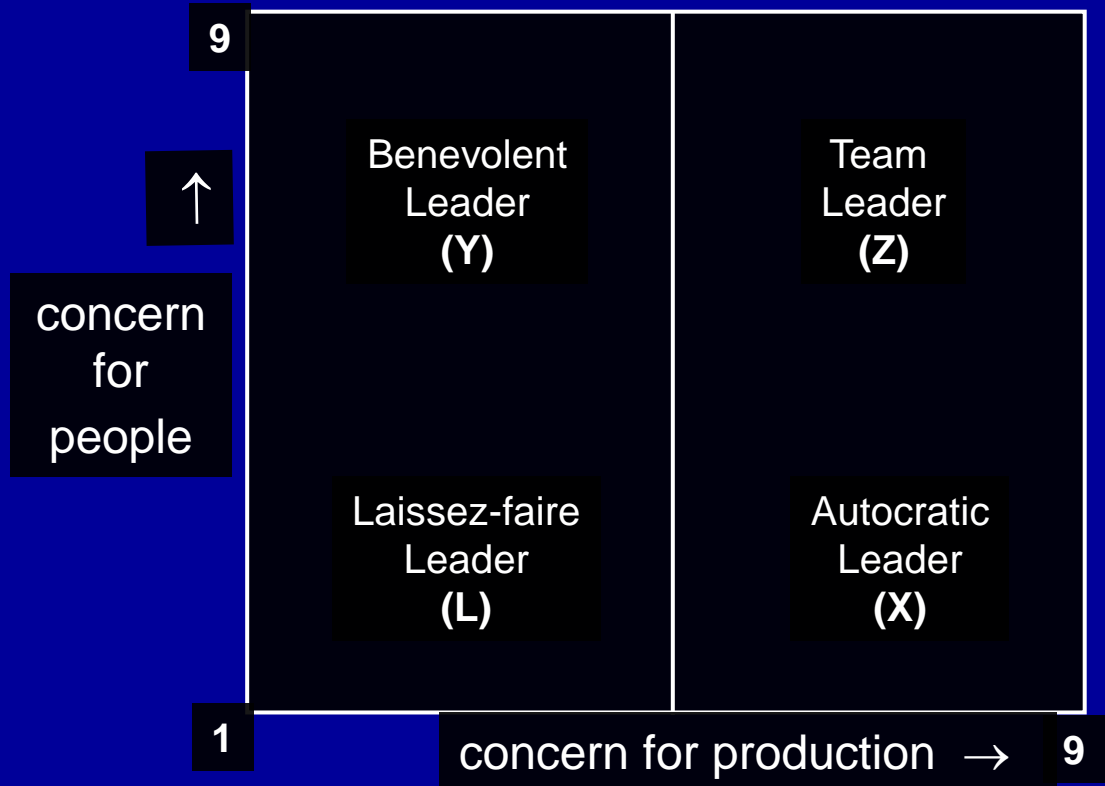 9
Benevolent
Leader
(Y)
Team
Leader
(Z)
↑
concern
for
people
Laissez-faire
Leader
(L)
Autocratic
Leader
(X)
1
concern for production →
9